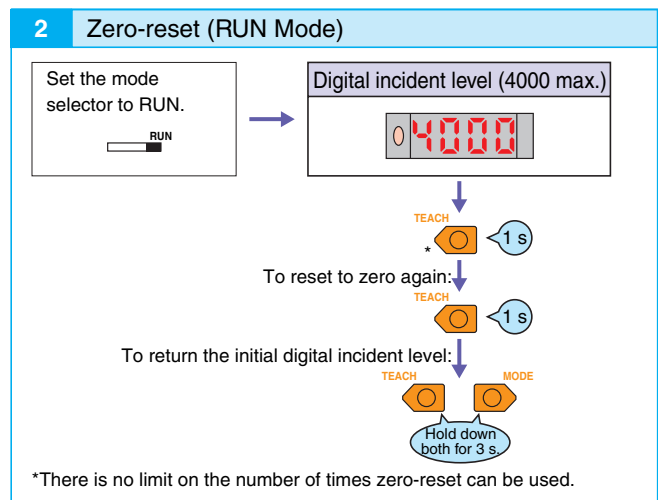 2 Zero-reset (RUN Mode)
Set the mode
selector to RUN.
RUN
Digital incident level (4000 max.)
4000
TEACH
* 1 s
To reset to zero again:
TEACH
1 s
To return the initial digital incident level:
TEACH MODE
Hold down
both for 3 s.
*There is no limit on the number of times zero-reset can be used.